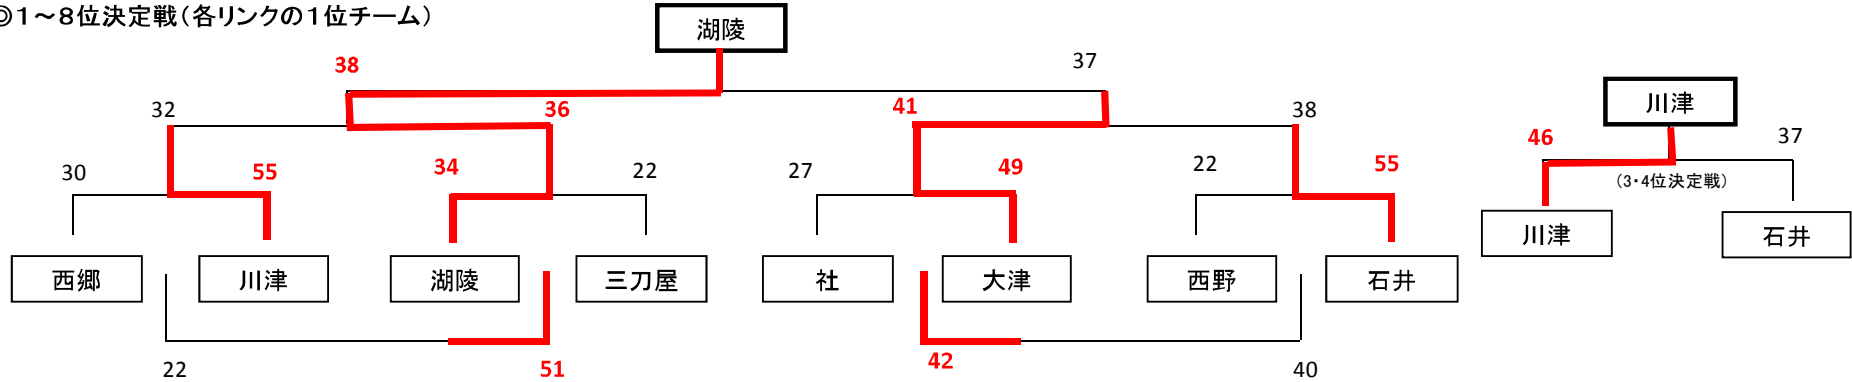 ◎１～８位決定戦（各リンクの１位チーム）
湖陵
38 37
川津
32 36 41 38
46 37
30 55 34 22 27 49 22 55
（3・4位決定戦）
川津 石井
西郷 川津 湖陵 三刀屋 社 大津 西野 石井
22 51 42 40